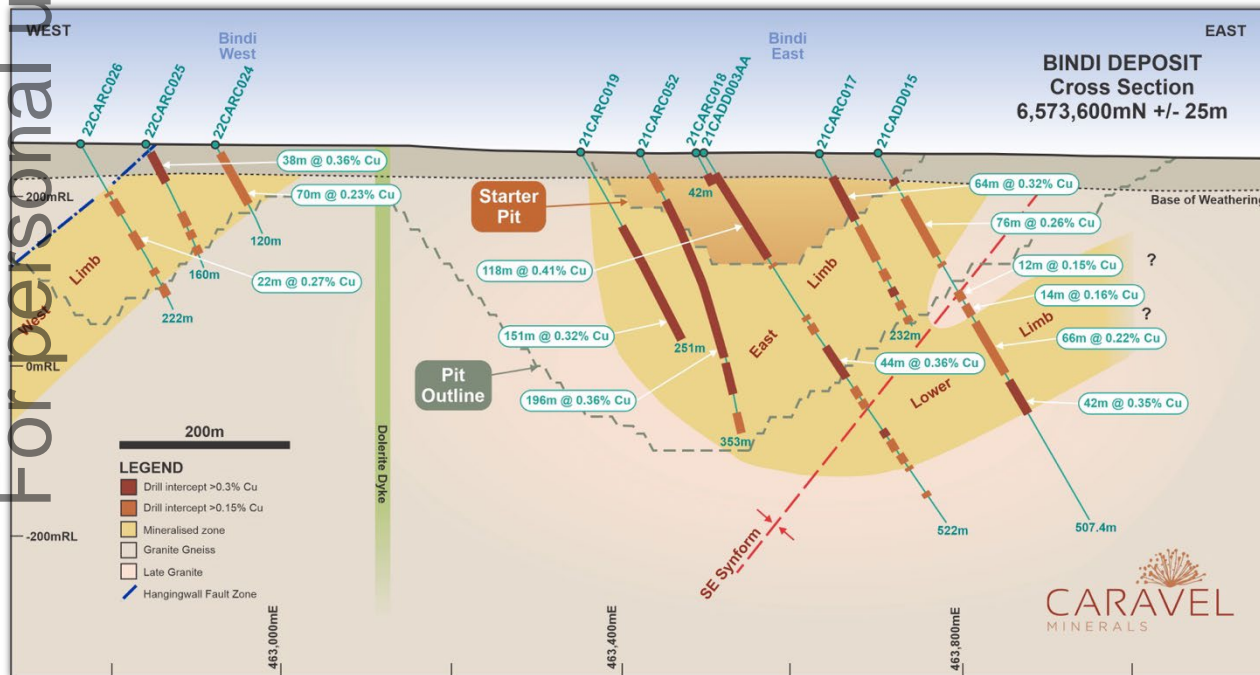 For personal u
WEST
EAST
Bindi
West
Bindi
East
BINDI DEPOSIT
Cross Section
6,573,600mN +/- 25m
22CARC026
22CARC025
22CARC024
21CARC019
21CARC052
21CARC018
21CADD003AA
21CARC017
21CADD015
38m @ 0.36% Cu
70m @ 0.23% Cu
22m @ 0.27% Cu
120m
160m
222m
200mRL
0mRL
-200mRL
West
Limb
Starter
Pit
42m
118m @ 0.41% Cu
151m @ 0.32% Cu
196m @ 0.36% Cu
251m
353m
Pit
Outline
East
Limb
64m @ 0.32% Cu
76m @ 0.26% Cu
12m @ 0.15% Cu
14m @ 0.16% Cu
66m @ 0.22% Cu
42m @ 0.35% Cu
44m @ 0.36% Cu
232m
522m
507.4m
Base of Weathering
?
?
Lower
Limb
SE Synform
Dolerite Dyke
200m
LEGEND
Drill intercept >0.3% Cu
Drill intercept >0.15% Cu
Mineralised zone
Granite Gneiss
Late Granite
Hangingwall Fault Zone
463,000mE
463,400mE
463,800mE
CARAVEL
MINERALS